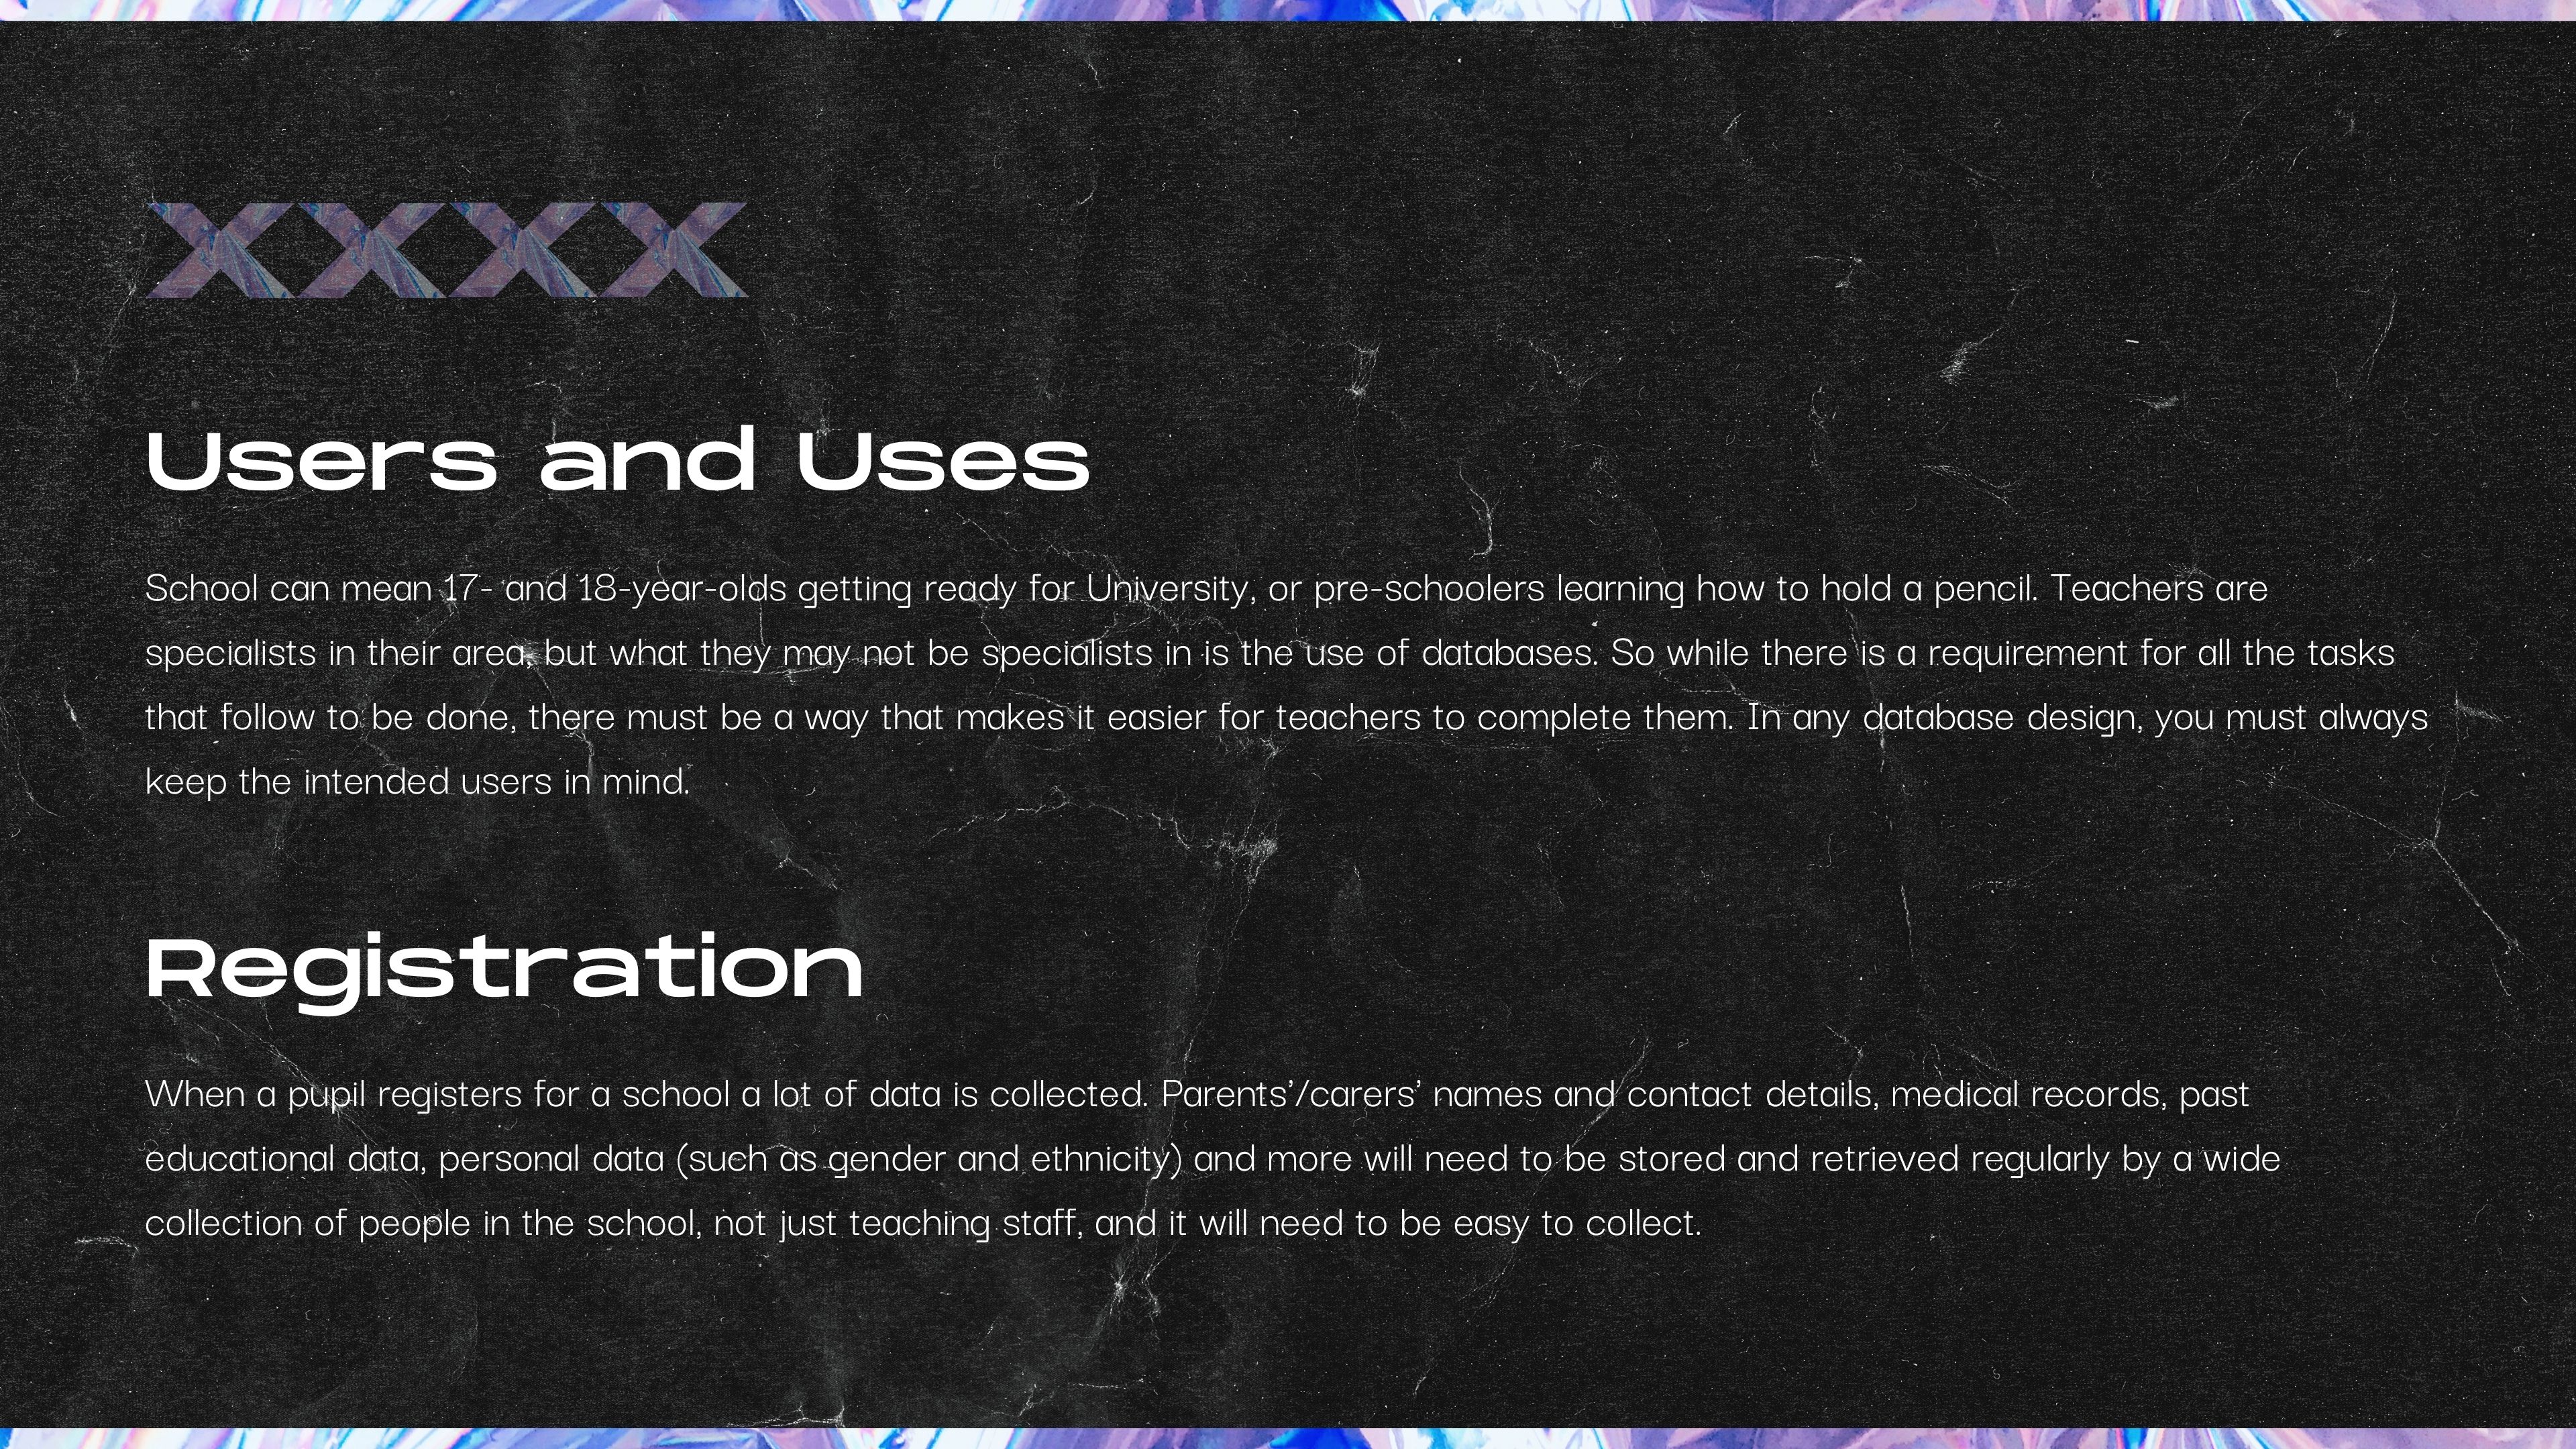 XXXX
Users and Uses
School can mean 17- and 18-year-olds getting ready for University, or pre-schoolers learning how to hold a pencil. Teachers are
specialists in their area, but what they may not be specialists in is the use of databases. So while there is a requirement for all the tasks
that follow to be done, there must be a way that makes it easier for teachers to complete them. In any database design, you must always
keep the intended users in mind.
Registration
When a pupil registers for a school a lot of data is collected. Parents’/carers’ names and contact details, medical records, past
educational data, personal data (such as gender and ethnicity) and more will need to be stored and retrieved regularly by a wide
collection of people in the school, not just teaching staff, and it will need to be easy to collect.